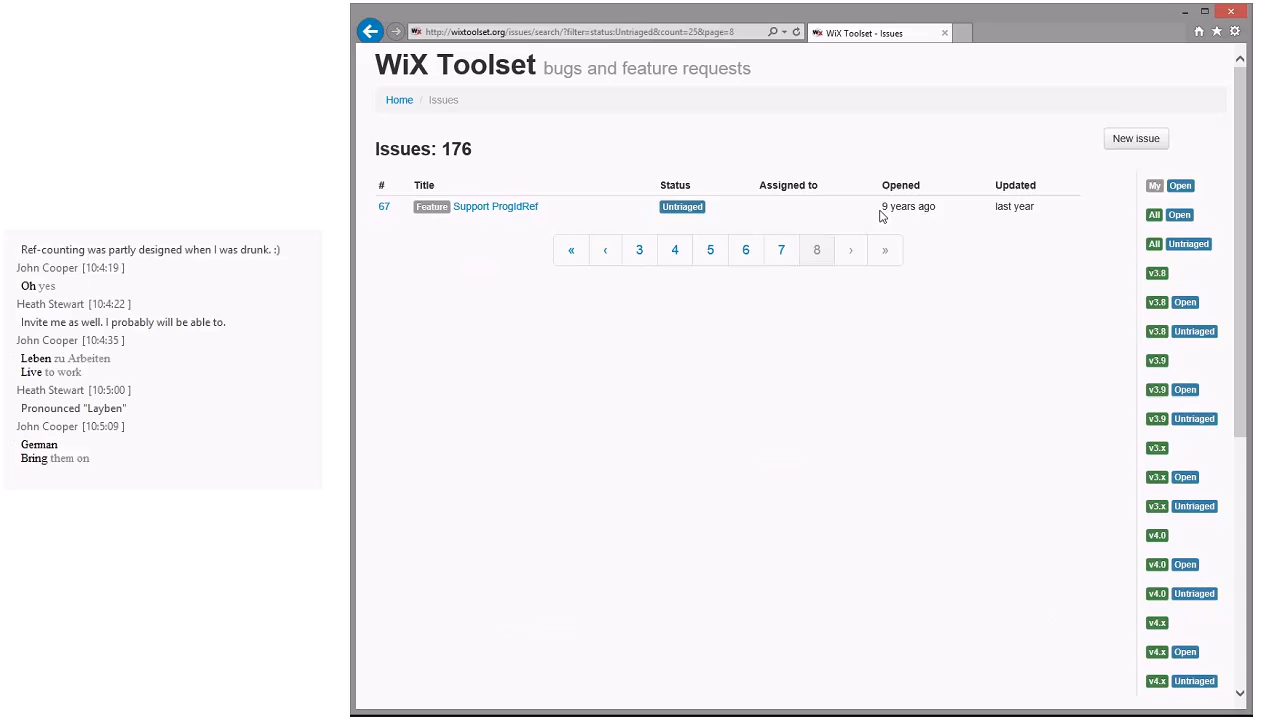 Ref-counting was partly designed when I was drunk. :)
John Cooper [10:4:19 ]
Oh yes
Heath Stewart [10:4:22 ]
Invite me as well. I probably will be able to.
John Cooper [10:4:35 ]
Leben zu Arbeiten
Live to work
Heath Stewart [10:5:00 ]
Pronounced "Layben"
John Cooper [10:5:09 ]
German
Bring them on
http://wixtoolset.org/issues/search/?filter=status:Untriaged&count=25&page=8
WiX Toolset - Issues
WiX Toolset bugs and feature requests
Home / Issues
Issues: 176
New issue
# Title Status Assigned to Opened Updated
67 Feature Support ProgIdRef Untriaged 9 years ago last year
« ‹ 3 4 5 6 7 8 › »
My Open
All Open
All Untriaged
v3.8
v3.8 Open
v3.8 Untriaged
v3.9
v3.9 Open
v3.9 Untriaged
v3.x
v3.x Open
v3.x Untriaged
v4.0
v4.0 Open
v4.0 Untriaged
v4.x
v4.x Open
v4.x Untriaged